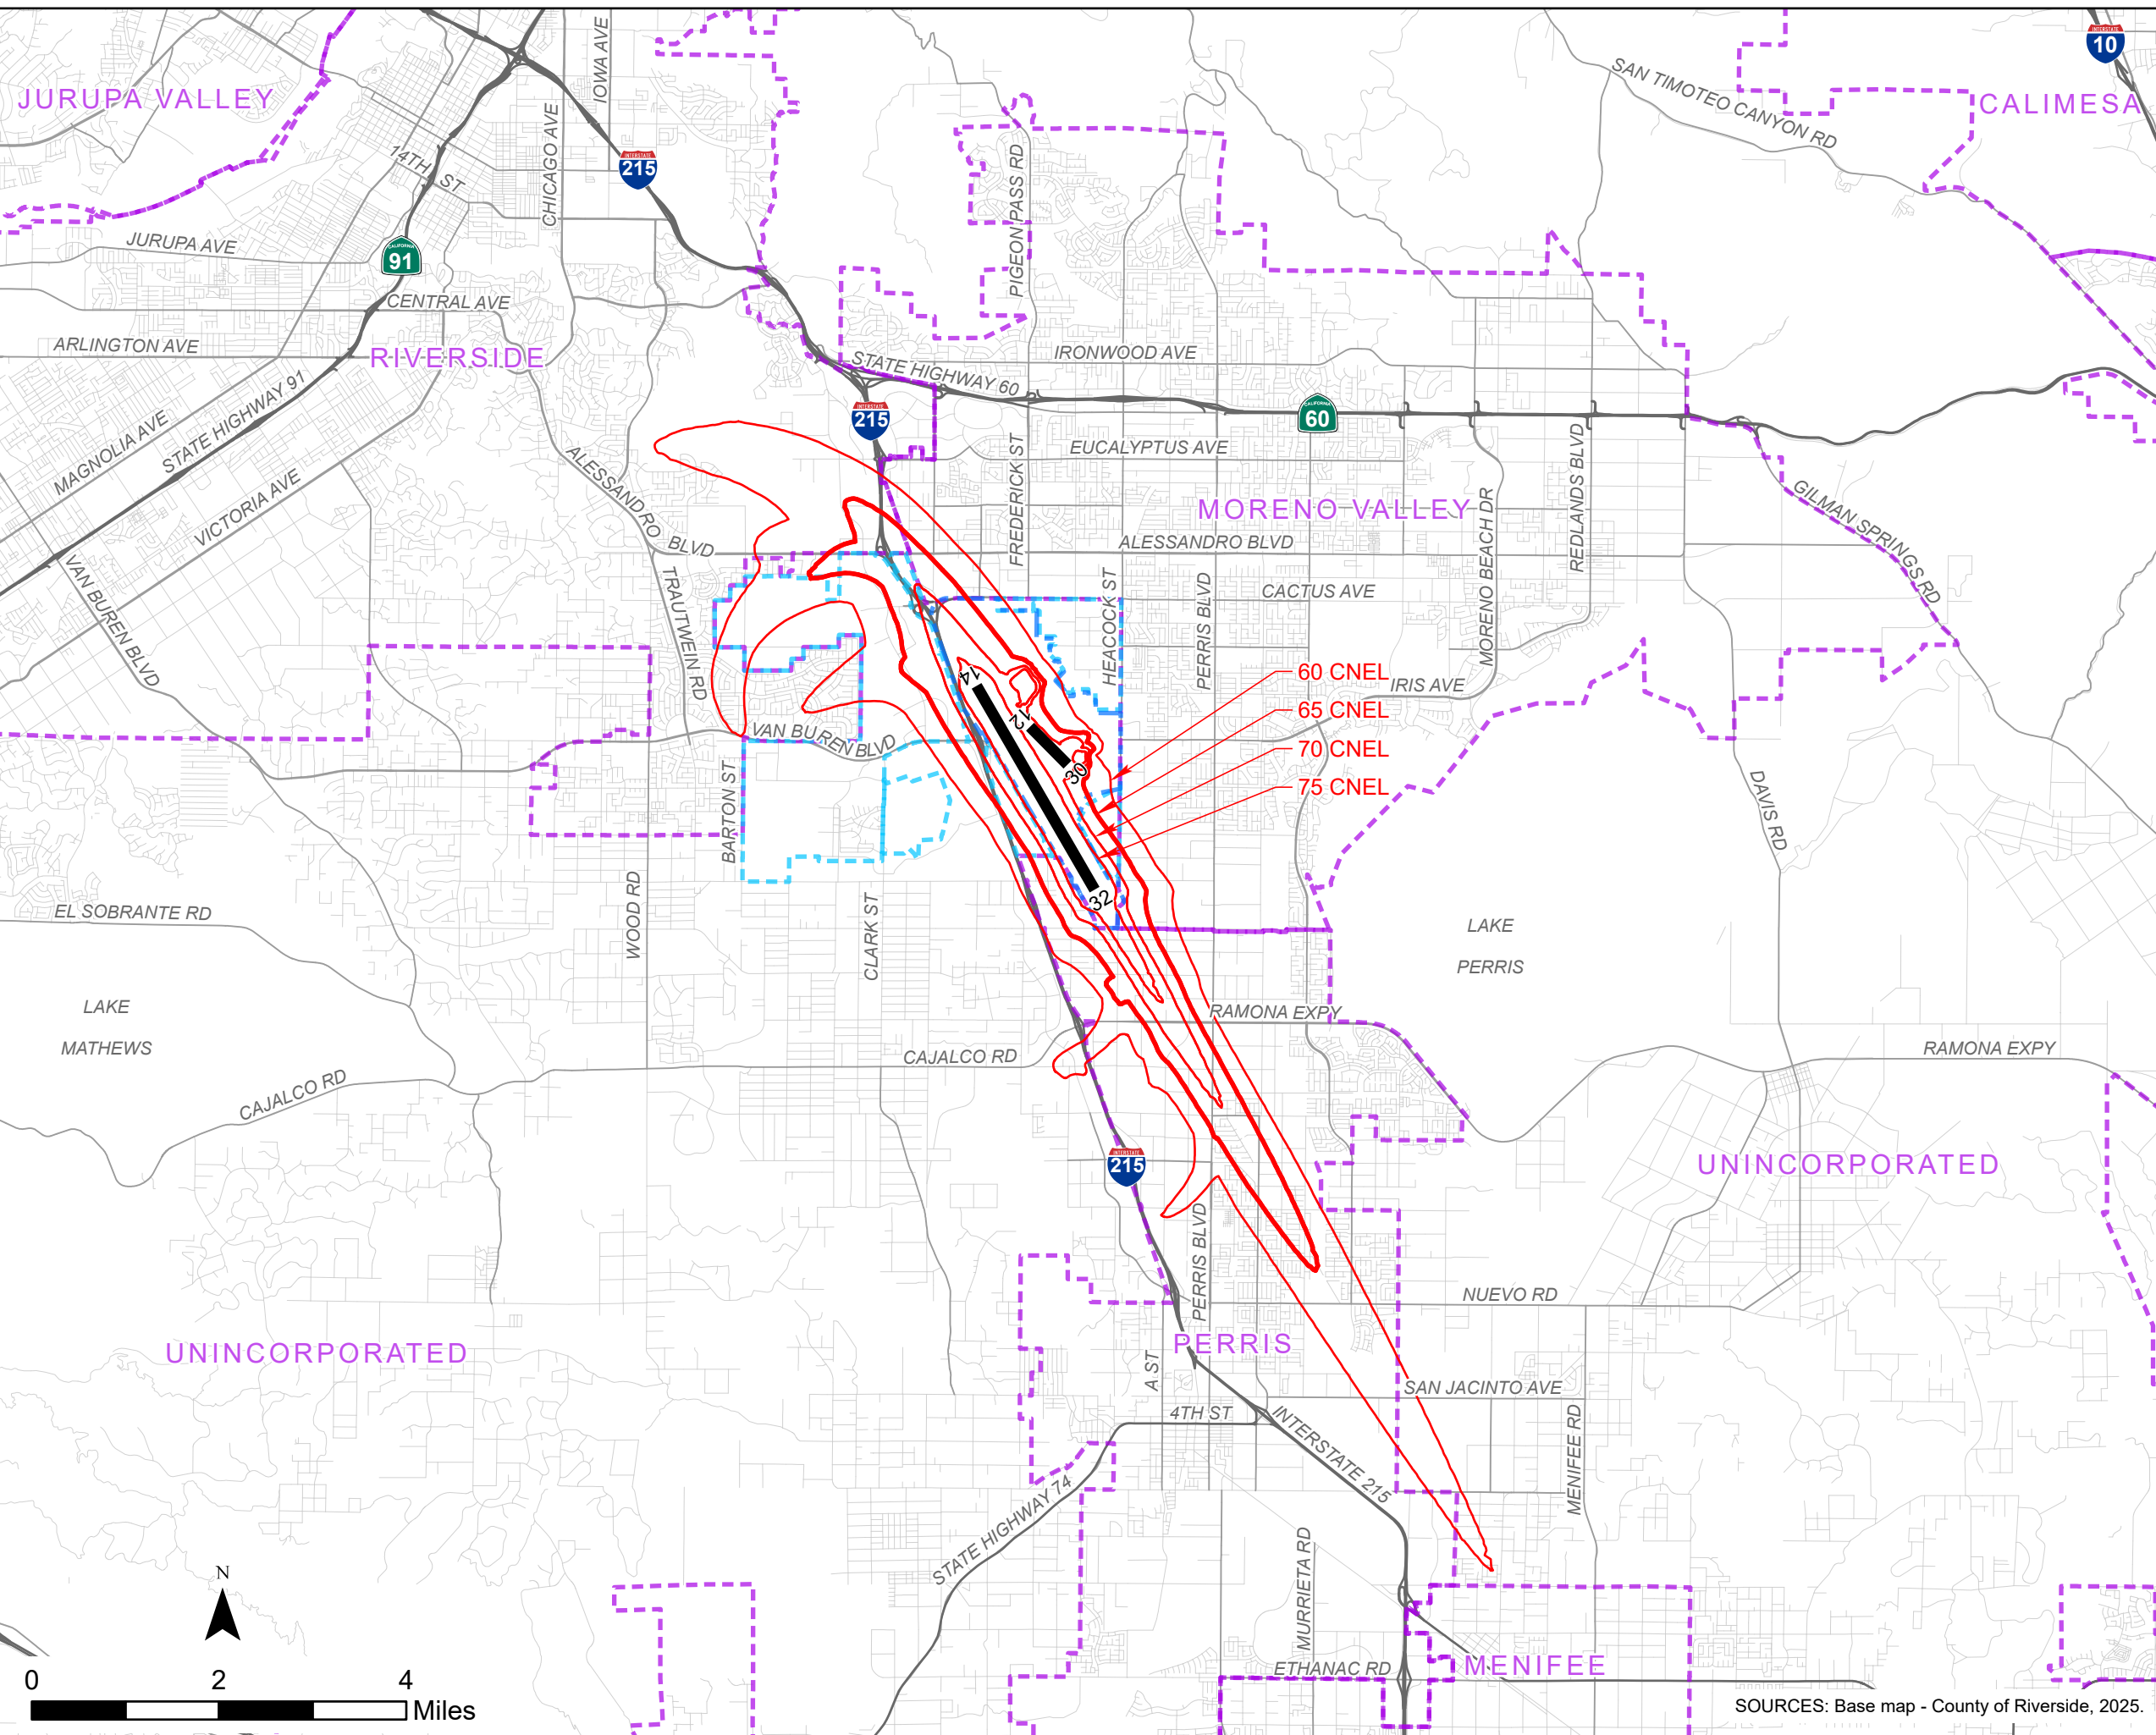 INTERSTATE
10
JURUPA VALLEY
IOWA AVE
SAN TIMOTEO CANYON RD
CALIMESA
CHICAGO AVE
14TH ST
INTERSTATE
215
PIGEON PASS RD
JURUPA AVE
CALIFORNIA
91
CENTRAL AVE
ARLINGTON AVE
RIVERSIDE
IRONWOOD AVE
STATE HIGHWAY 60
INTERSTATE
215
CALIFORNIA
60
MAGNOLIA AVE
STATE HIGHWAY 91
VICTORIA AVE
EUCALYPTUS AVE
FREDERICK ST
REDLANDS BLVD
MORENO VALLEY
MORENO BEACH DR
GILMAN SPRINGS RD
ALESSANDRO BLVD
ALESSANDRO BLVD
VAN BUREN BLVD
TRAUTWEIN RD
CACTUS AVE
HEACOCK ST
PERRIS BLVD
14
12
30
32
60 CNEL
IRIS AVE
65 CNEL
70 CNEL
75 CNEL
VAN BUREN BLVD
BARTON ST
DAVIS RD
WOOD RD
CLARK ST
EL SOBRANTE RD
LAKE
PERRIS
LAKE
MATHEWS
RAMONA EXPY
CAJALCO RD
RAMONA EXPY
CAJALCO RD
INTERSTATE
215
UNINCORPORATED
PERRIS BLVD
NUEVO RD
UNINCORPORATED
PERRIS
A ST
SAN JACINTO AVE
4TH ST
INTERSTATE 215
MENIFEE RD
STATE HIGHWAY 74
MURRIETA RD
N
ETHANAC RD
MENIFEE
0 2 4
Miles
SOURCES: Base map - County of Riverside, 2025.